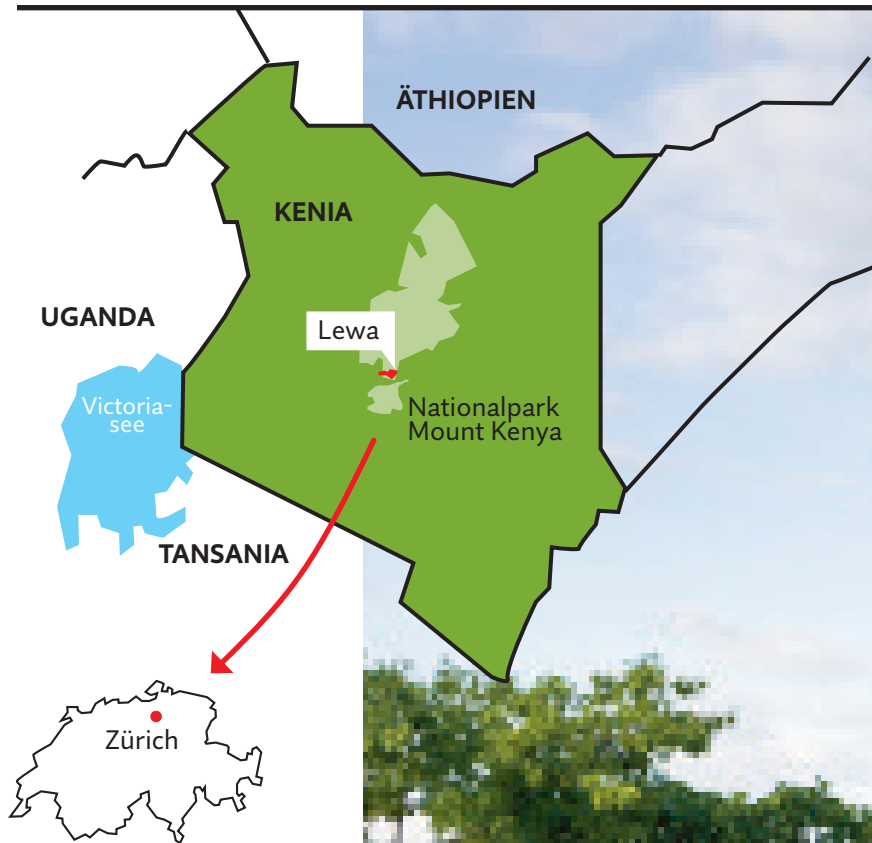 ÄTHIOPIEN
KENIA
UGANDA
Lewa
Victoria-
see
Nationalpark
Mount Kenya
TANSANIA
Zürich